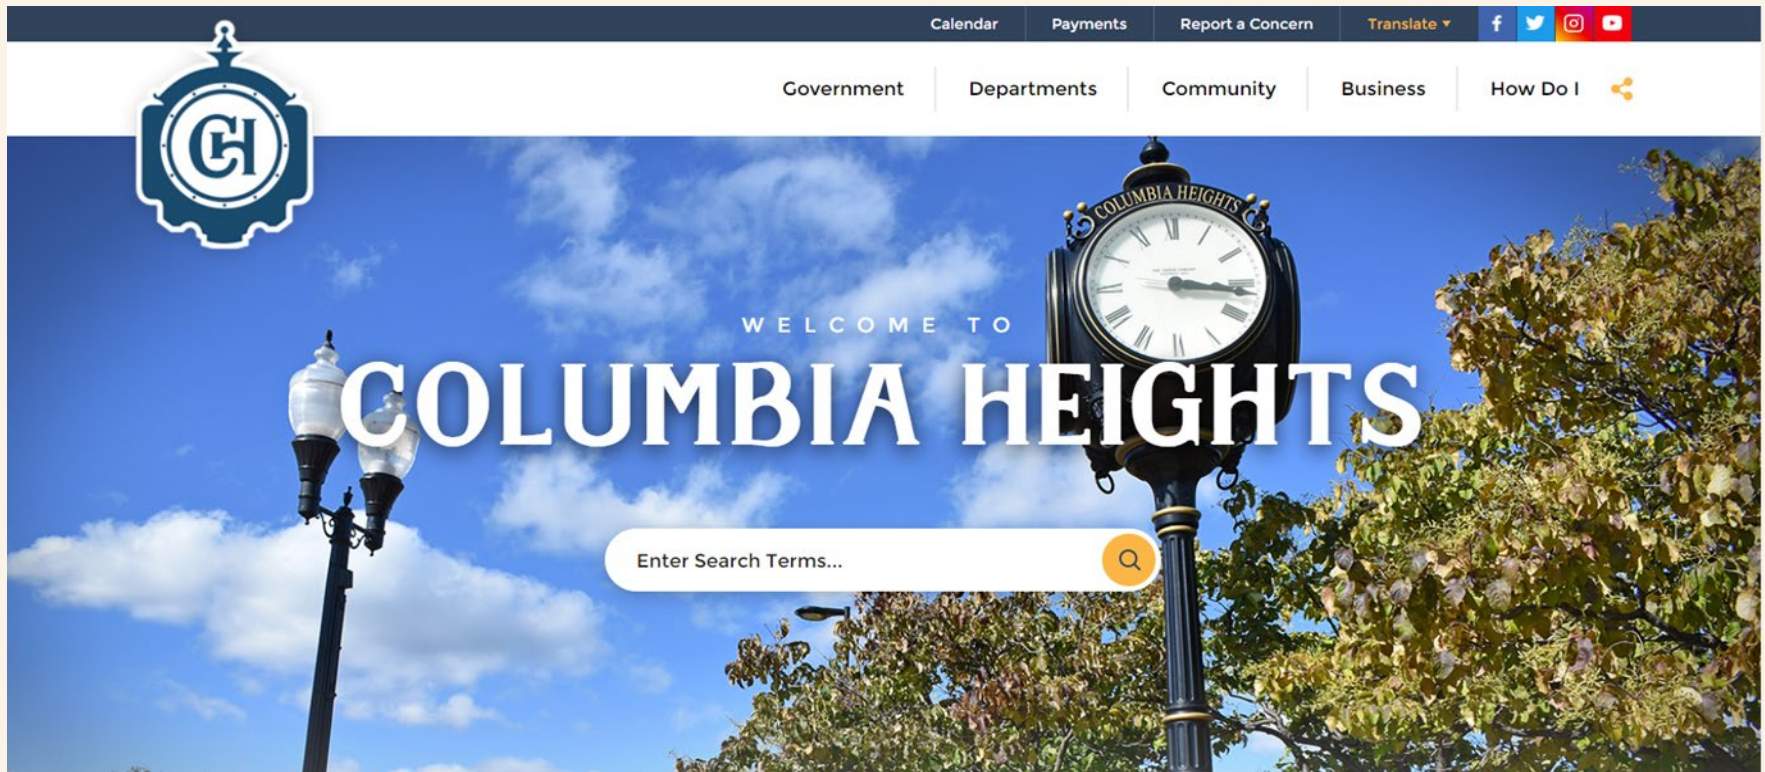 Calendar
Payments
Report a Concern
Translate
Government
Departments
Community
Business
How Do I
CH
COLUMBIA HEIGHTS
WELCOME TO
COLUMBIA HEIGHTS
Enter Search Terms...